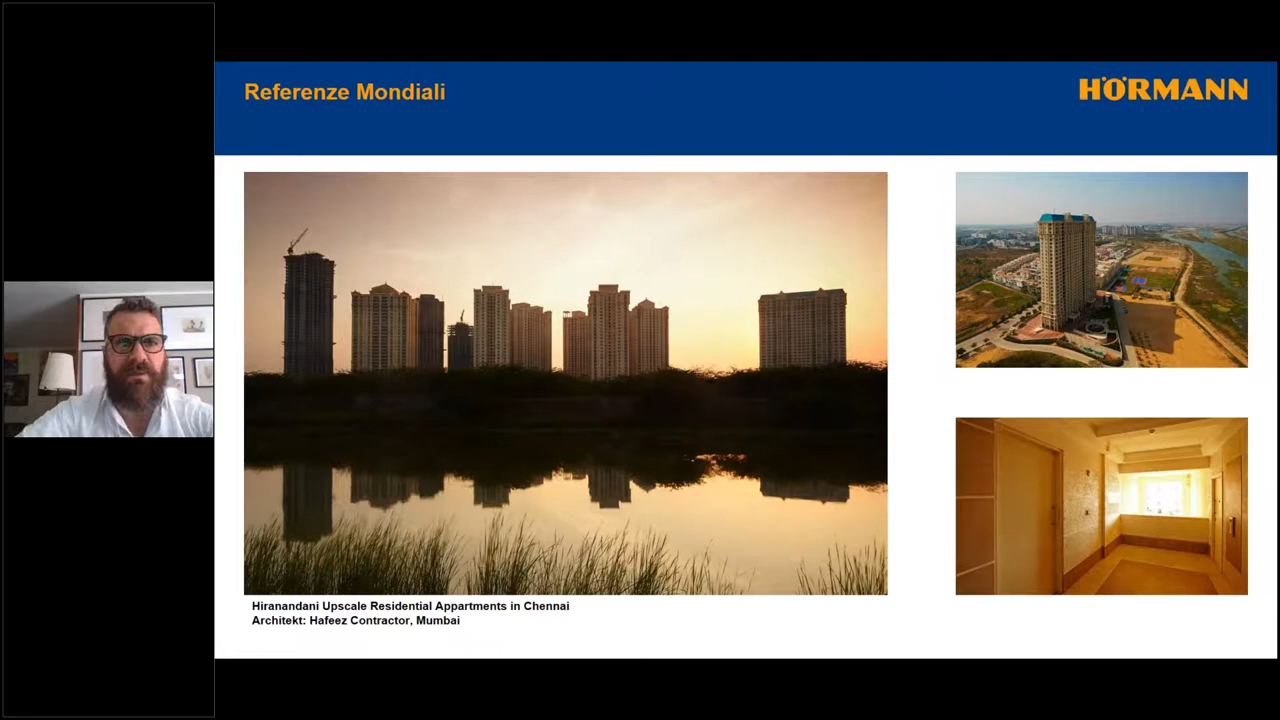 Referenze Mondiali
HÖRMANN
Hiranandani Upscale Residential Appartments in Chennai
Architekt: Hafeez Contractor, Mumbai